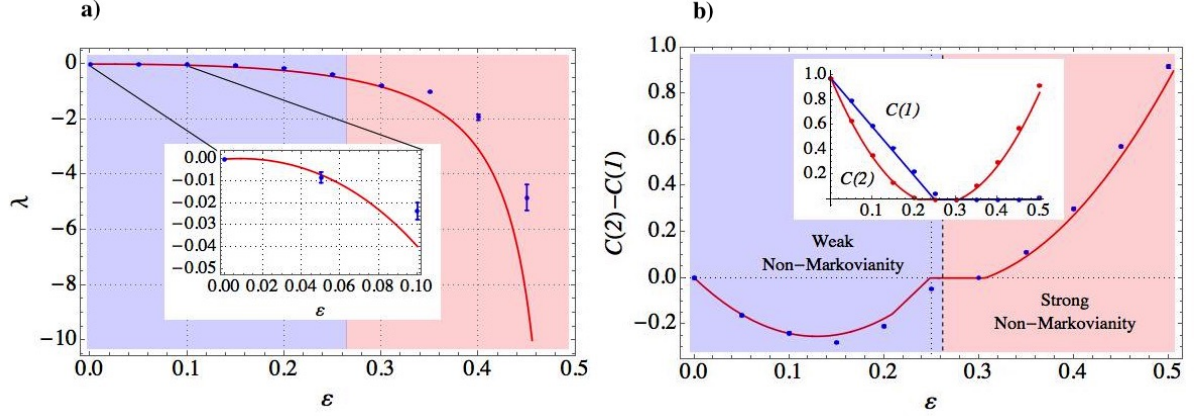 a)
0
−2
−4
−6
−8
−10
λ
0.00
−0.01
−0.02
−0.03
−0.04
−0.05
0.00 0.02 0.04 0.06 0.08 0.10
ε
0.0 0.1 0.2 0.3 0.4 0.5
ε
b)
1.0
0.8
0.6
0.4
0.2
0.0
−0.2
C(2)−C(1)
1.0
0.8
0.6
0.4
0.2
C(1)
C(2)
0.1 0.2 0.3 0.4 0.5
Weak
Non−Markovianity
Strong
Non−Markovianity
0.0 0.1 0.2 0.3 0.4 0.5
ε